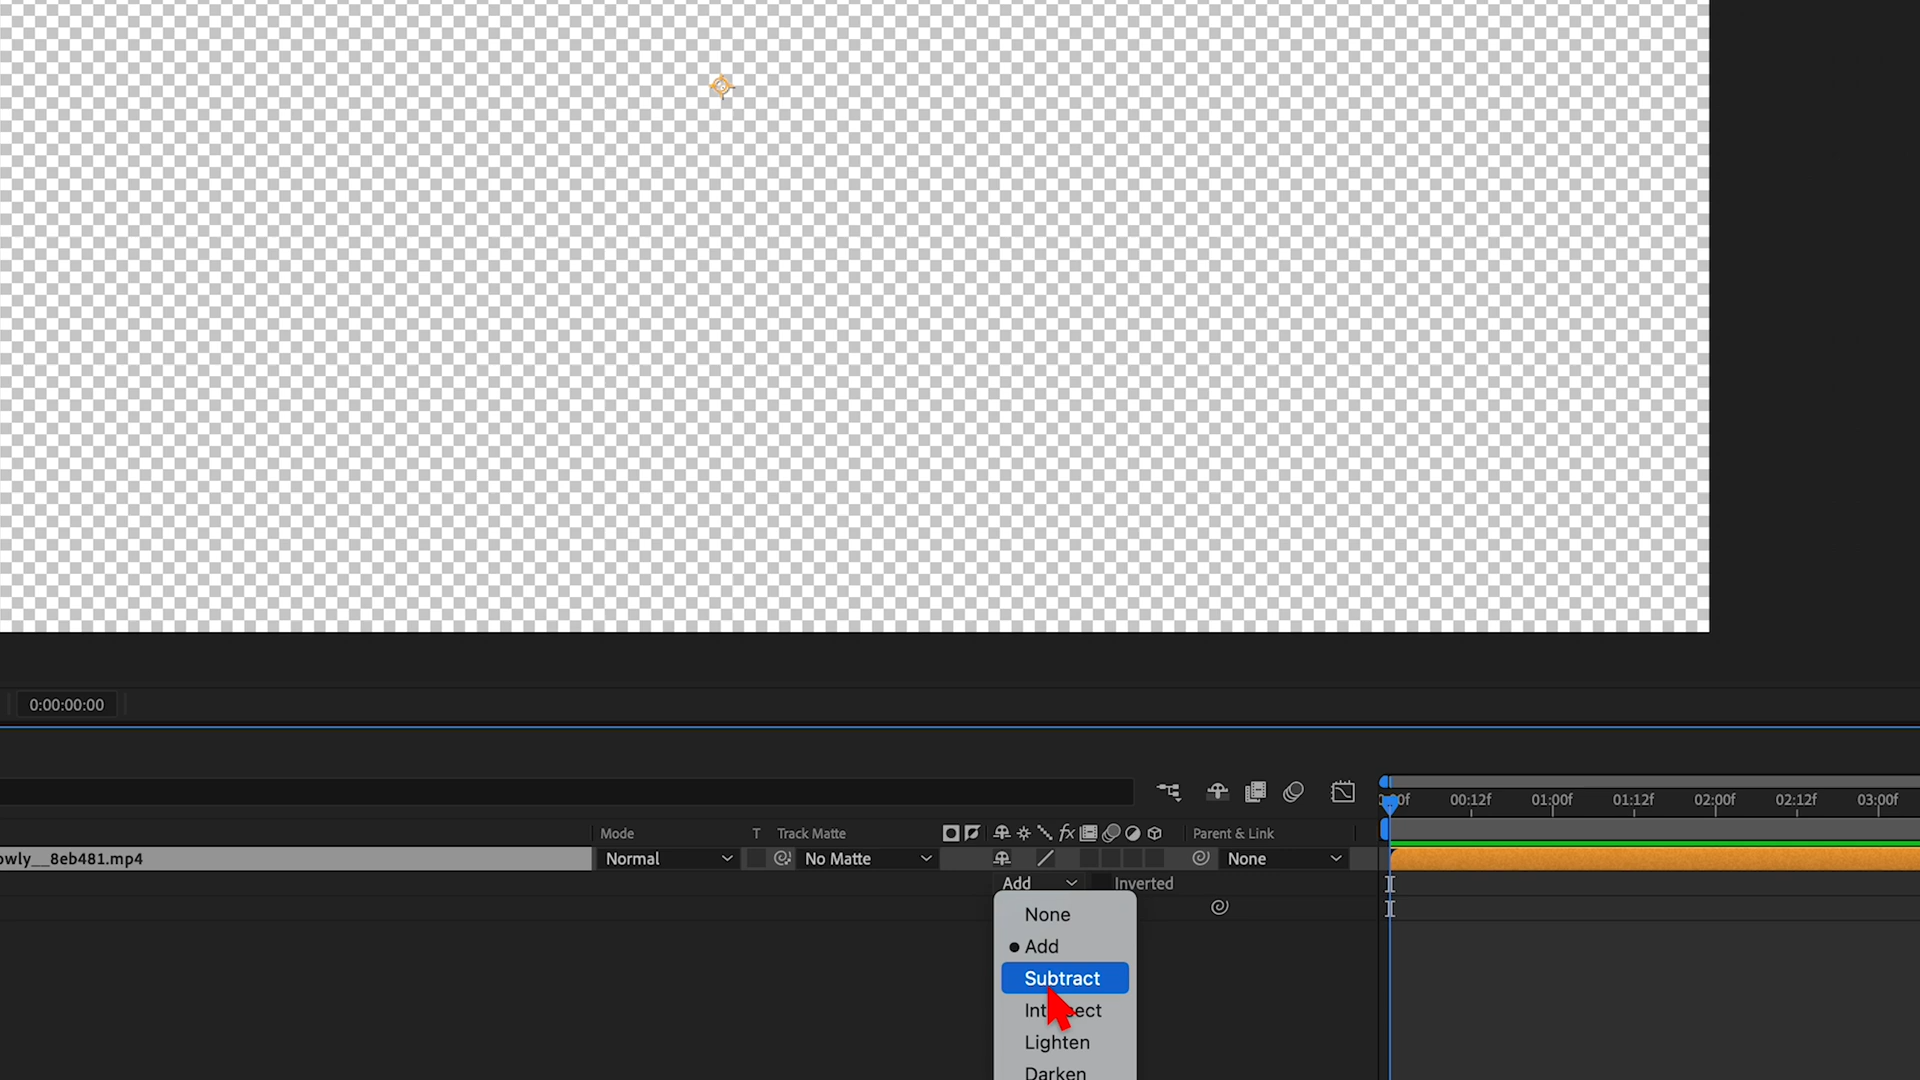 0:00:00:00
00:12f 01:00f 01:12f 02:00f 02:12f 03:00f
Mode T Track Matte fx Parent & Link
owly__8eb481.mp4 Normal No Matte None
Add Inverted
None
Add
Subtract
Lighten
Darken